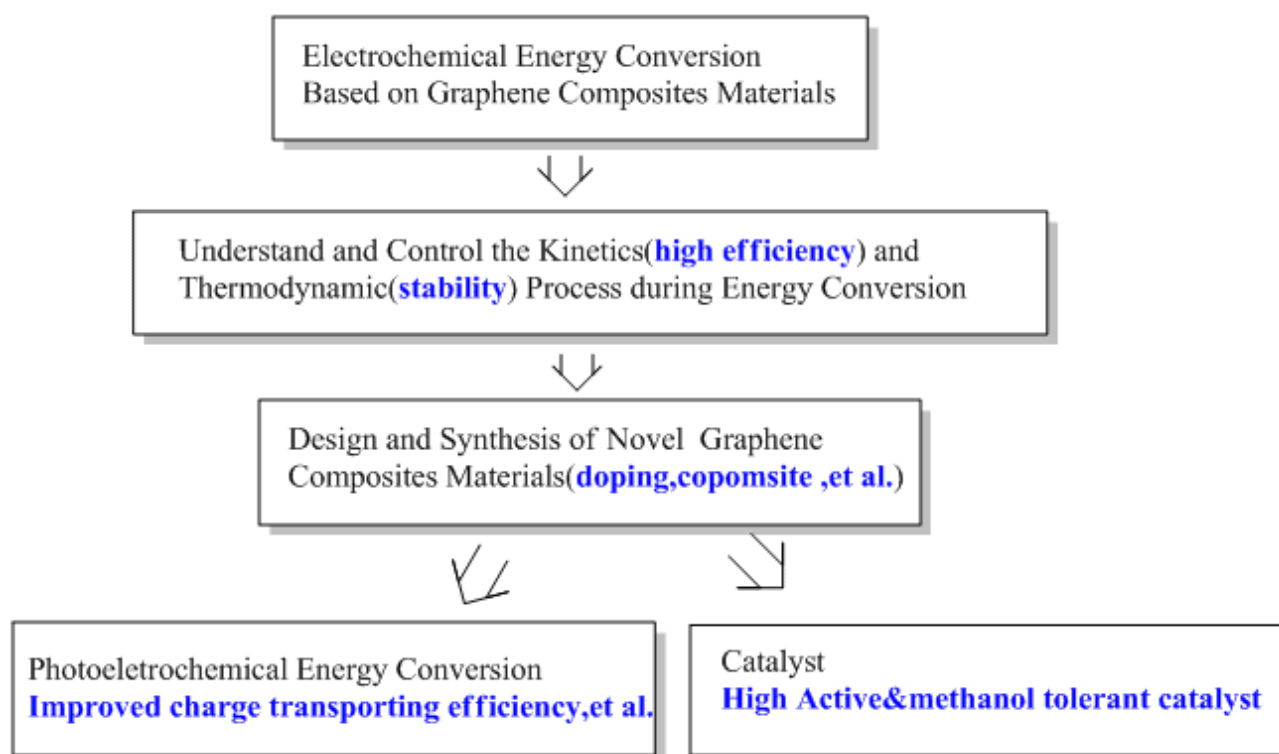 Electrochemical Energy Conversion
Based on Graphene Composites Materials
Understand and Control the Kinetics(high efficiency) and
Thermodynamic(stability) Process during Energy Conversion
Design and Synthesis of Novel  Graphene
Composites Materials(doping,copomsite ,et al.)
Photoeletrochemical Energy Conversion
Improved charge transporting efficiency,et al.
Catalyst
High Active&methanol tolerant catalyst